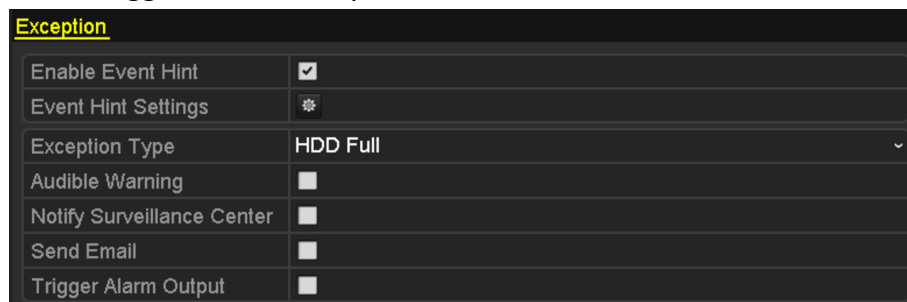 Exception
Enable Event Hint
Event Hint Settings
Exception Type HDD Full
Audible Warning
Notify Surveillance Center
Send Email
Trigger Alarm Output